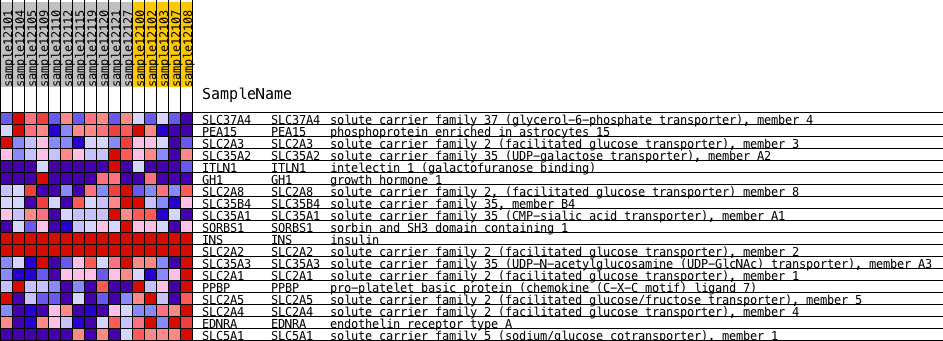 sample12101
sample12104
sample12105
sample12109
sample12110
sample12112
sample12115
sample12119
sample12120
sample12121
sample12127
sample12100
sample12102
sample12103
sample12107
sample12108
SampleName
SLC37A4 SLC37A4 solute carrier family 37 (glycerol-6-phosphate transporter), member 4
PEA15 PEA15 phosphoprotein enriched in astrocytes 15
SLC2A3 SLC2A3 solute carrier family 2 (facilitated glucose transporter), member 3
SLC35A2 SLC35A2 solute carrier family 35 (UDP-galactose transporter), member A2
ITLN1 ITLN1 intelectin 1 (galactofuranose binding)
GH1 GH1 growth hormone 1
SLC2A8 SLC2A8 solute carrier family 2, (facilitated glucose transporter) member 8
SLC35B4 SLC35B4 solute carrier family 35, member B4
SLC35A1 SLC35A1 solute carrier family 35 (CMP-sialic acid transporter), member A1
SORBS1 SORBS1 sorbin and SH3 domain containing 1
INS INS insulin
SLC2A2 SLC2A2 solute carrier family 2 (facilitated glucose transporter), member 2
SLC35A3 SLC35A3 solute carrier family 35 (UDP-N-acetylglucosamine (UDP-GlcNAc) transporter), member A3
SLC2A1 SLC2A1 solute carrier family 2 (facilitated glucose transporter), member 1
PPBP PPBP pro-platelet basic protein (chemokine (C-X-C motif) ligand 7)
SLC2A5 SLC2A5 solute carrier family 2 (facilitated glucose/fructose transporter), member 5
SLC2A4 SLC2A4 solute carrier family 2 (facilitated glucose transporter), member 4
EDNRA EDNRA endothelin receptor type A
SLC5A1 SLC5A1 solute carrier family 5 (sodium/glucose cotransporter), member 1